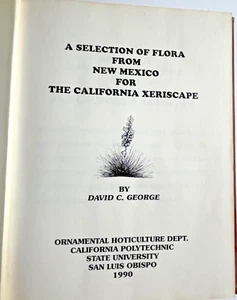 A SELECTION OF FLORA
FROM
NEW MEXICO
FOR
THE CALIFORNIA XERISCAPE
BY
DAVID C. GEORGE
ORNAMENTAL HOTICULTURE DEPT.
CALIFORNIA POLYTECHNIC
STATE UNIVERSITY
SAN LUIS OBISPO
1990